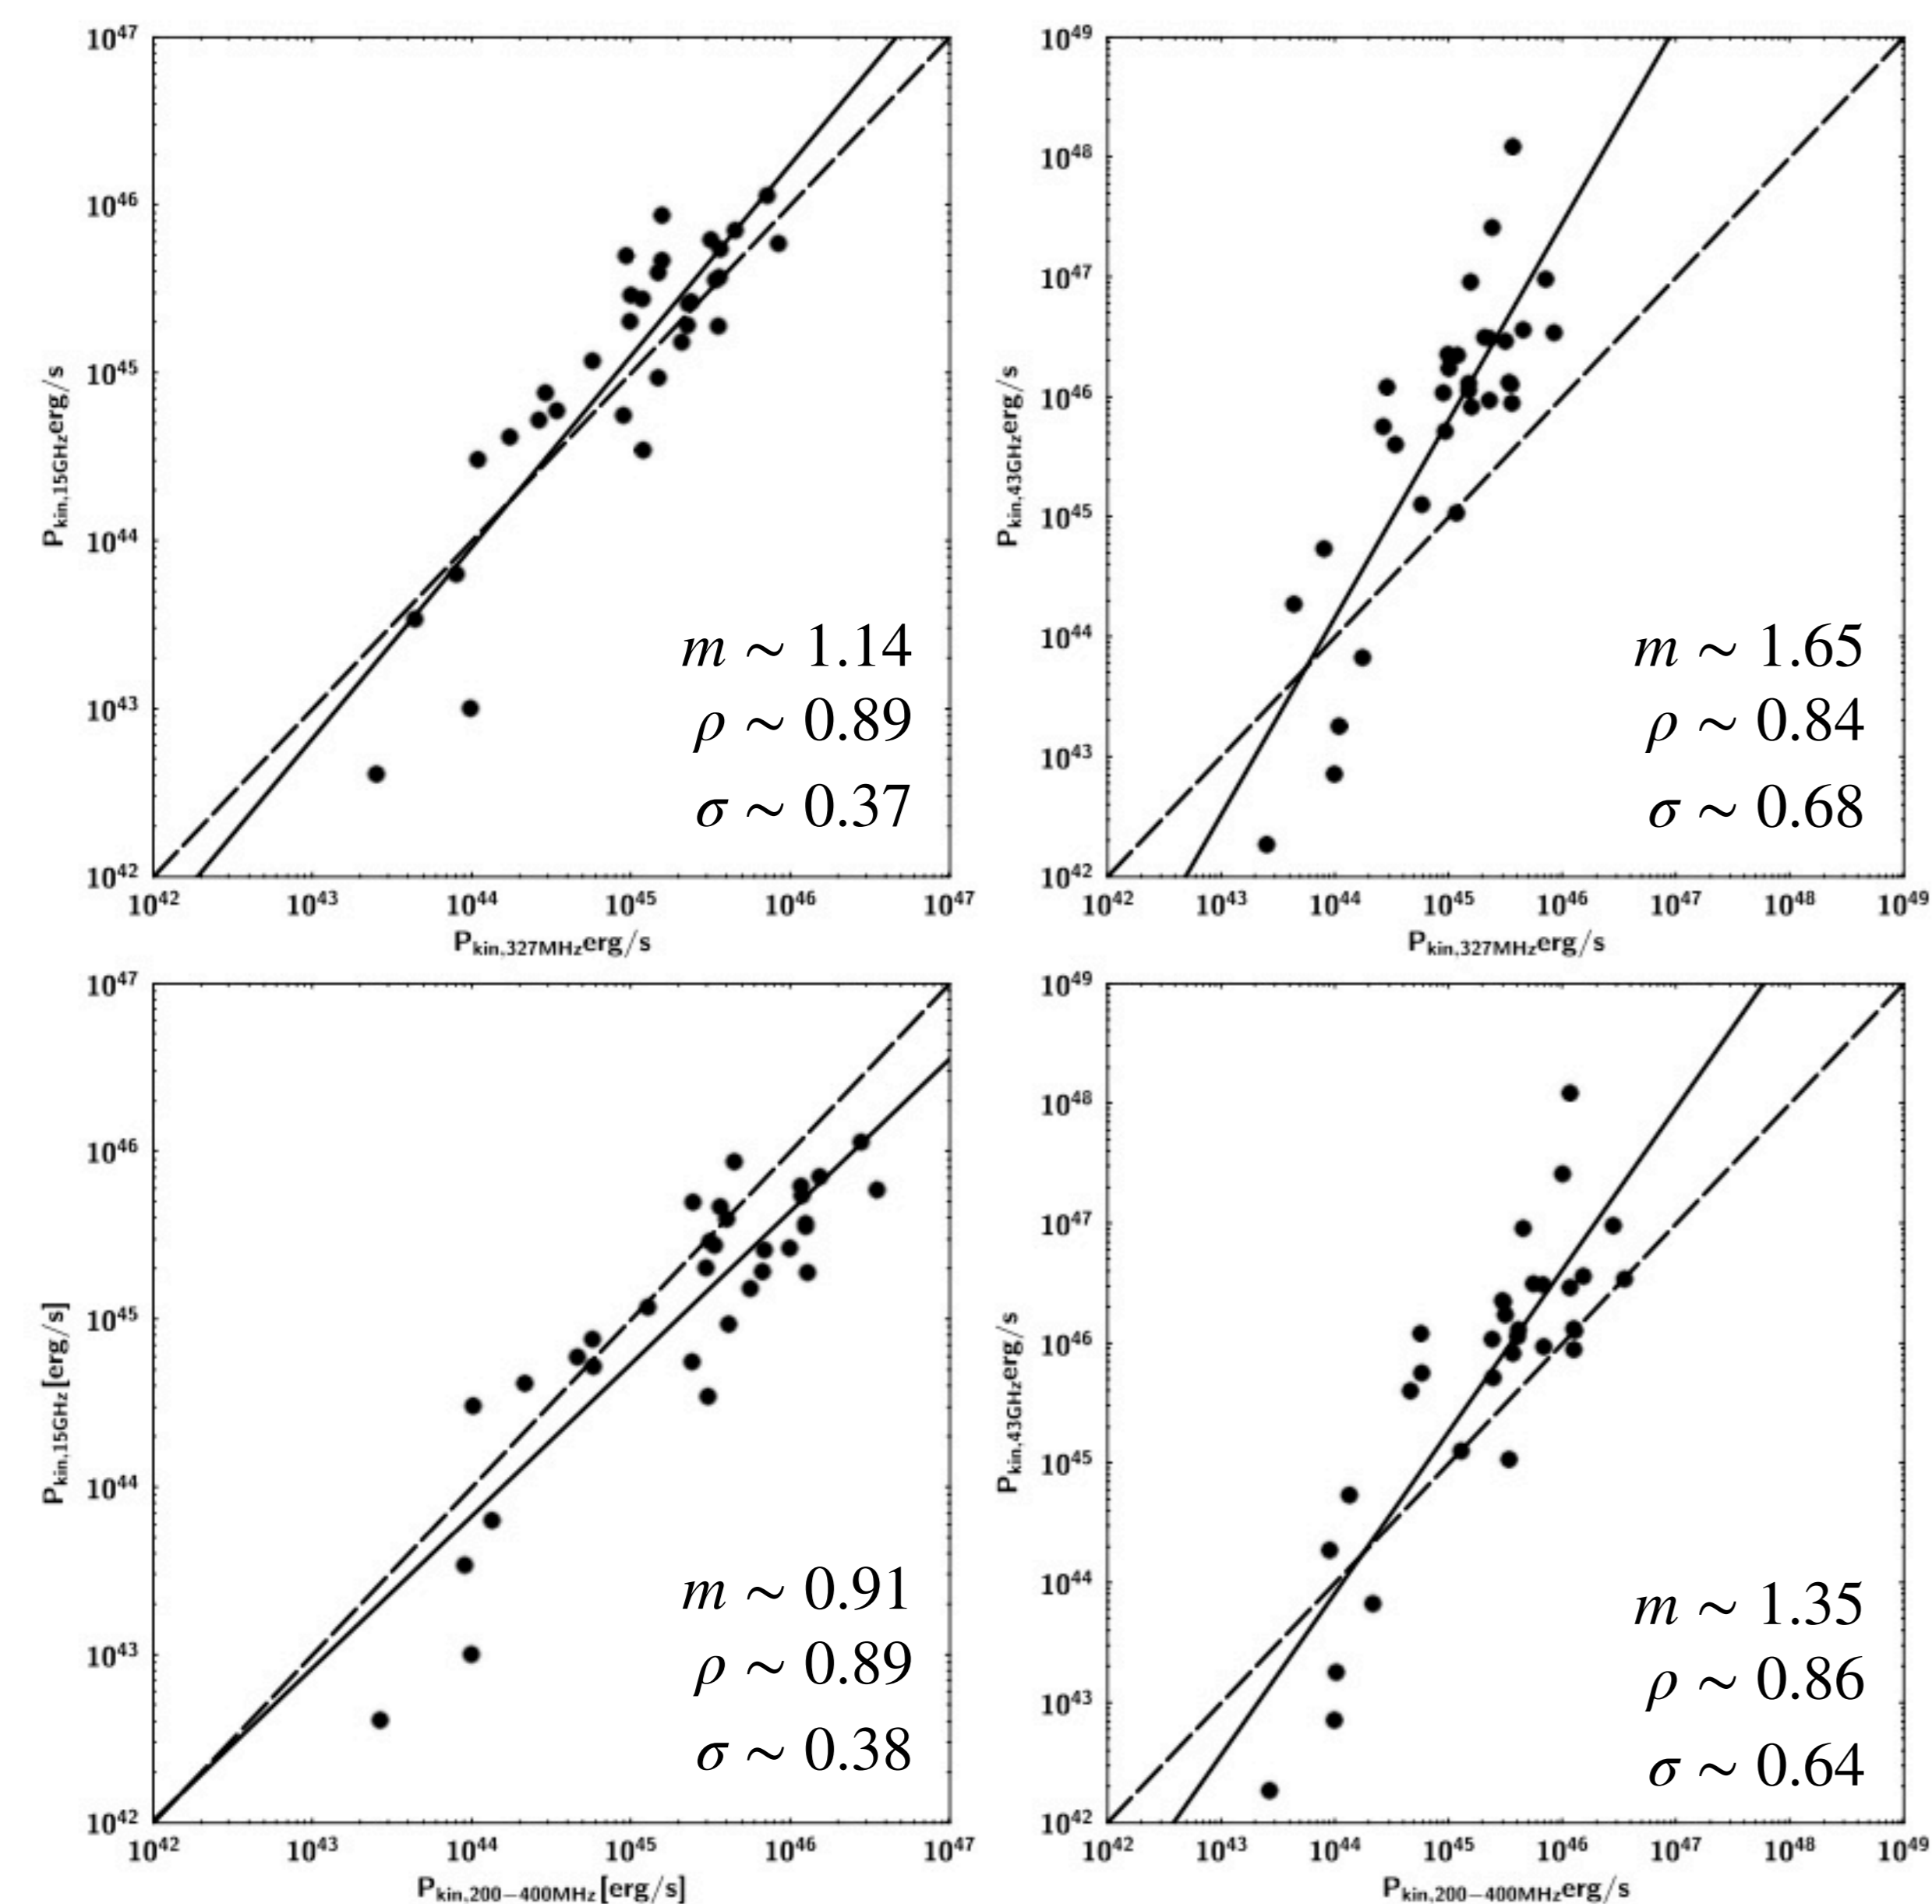 10^47
10^46
10^45
10^44
10^43
10^42
P_kin,15GHz erg/s
m ~ 1.14
ρ ~ 0.89
σ ~ 0.37
10^42 10^43 10^44 10^45 10^46 10^47
P_kin,327MHz erg/s
10^49
10^48
10^47
10^46
10^45
10^44
10^43
10^42
P_kin,43GHz erg/s
m ~ 1.65
ρ ~ 0.84
σ ~ 0.68
10^42 10^43 10^44 10^45 10^46 10^47 10^48 10^49
P_kin,327MHz erg/s
10^47
10^46
10^45
10^44
10^43
10^42
P_kin,15GHz [erg/s]
m ~ 0.91
ρ ~ 0.89
σ ~ 0.38
10^42 10^43 10^44 10^45 10^46 10^47
P_kin,200−400MHz [erg/s]
10^49
10^48
10^47
10^46
10^45
10^44
10^43
10^42
P_kin,43GHz erg/s
m ~ 1.35
ρ ~ 0.86
σ ~ 0.64
10^42 10^43 10^44 10^45 10^46 10^47 10^48 10^49
P_kin,200−400MHz erg/s